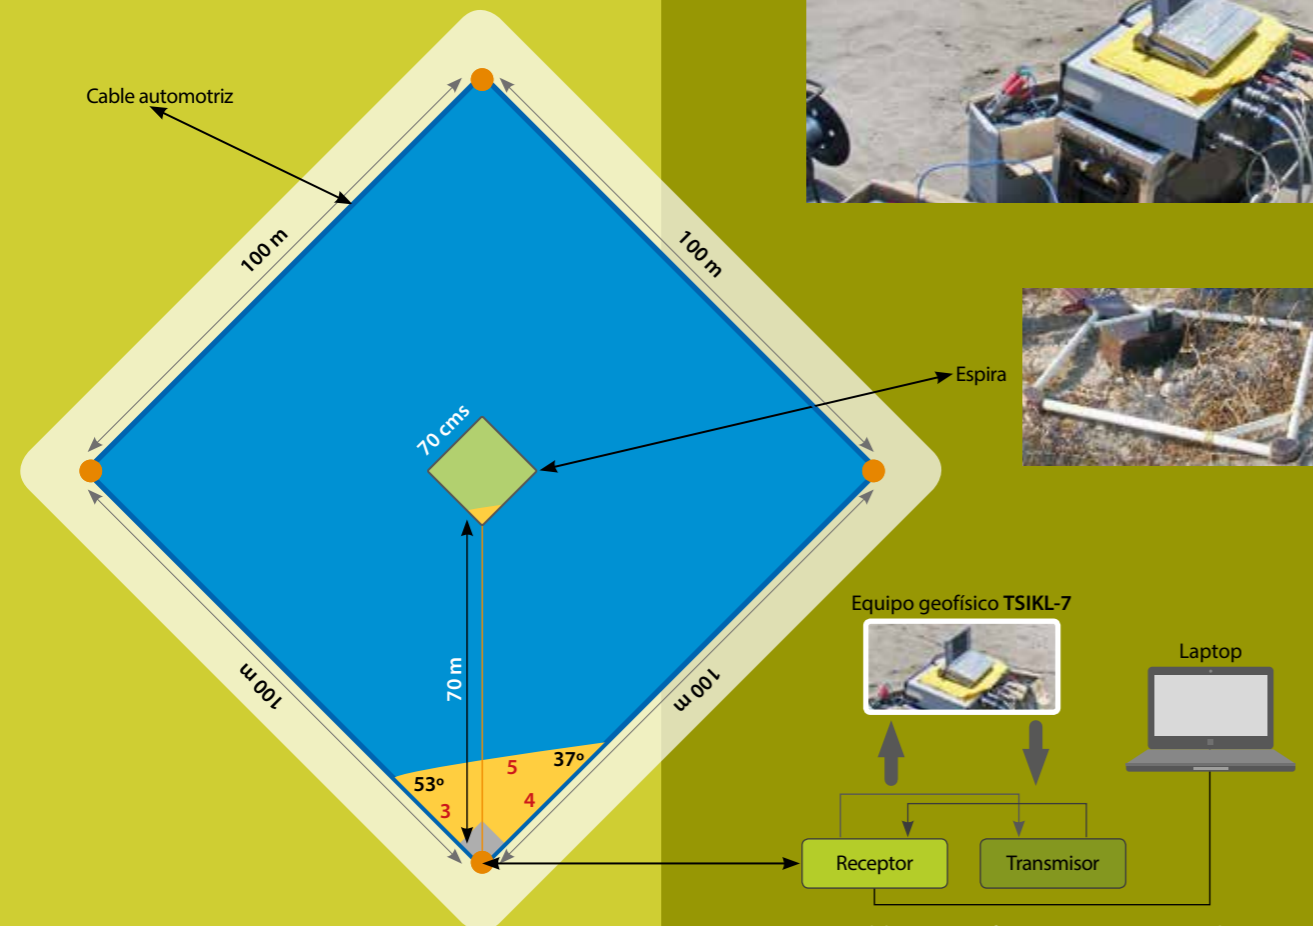 Cable automotriz
100 m
100 m
70 cms
Espira
70 m
100 m
100 m
53º
5
37º
3
4
Equipo geofísico TSIKL-7
Laptop
Receptor
Transmisor